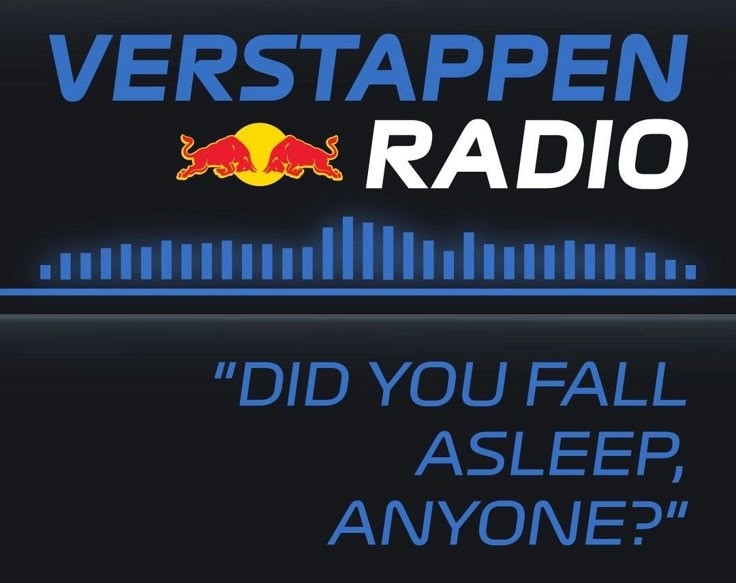 VERSTAPPEN
RADIO
"DID YOU FALL
ASLEEP,
ANYONE?"